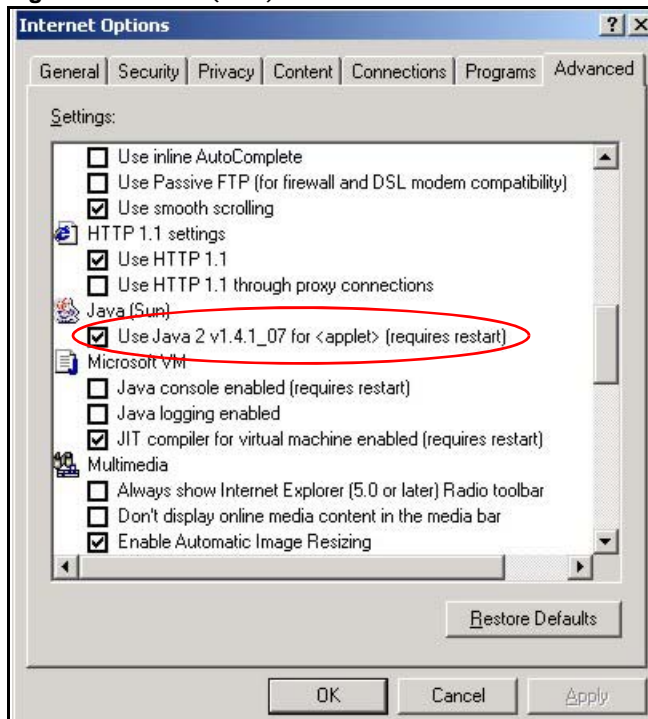 Internet Options
General Security Privacy Content Connections Programs Advanced
Settings:
Use inline AutoComplete
Use Passive FTP (for firewall and DSL modem compatibility)
Use smooth scrolling
HTTP 1.1 settings
Use HTTP 1.1
Use HTTP 1.1 through proxy connections
Java (Sun)
Use Java 2 v1.4.1_07 for <applet> (requires restart)
Microsoft VM
Java console enabled (requires restart)
Java logging enabled
JIT compiler for virtual machine enabled (requires restart)
Multimedia
Always show Internet Explorer (5.0 or later) Radio toolbar
Don't display online media content in the media bar
Enable Automatic Image Resizing
Restore Defaults
OK Cancel Apply